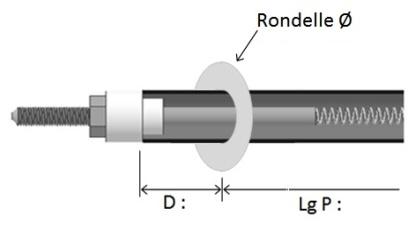 Rondelle Ø
D :
Lg P :